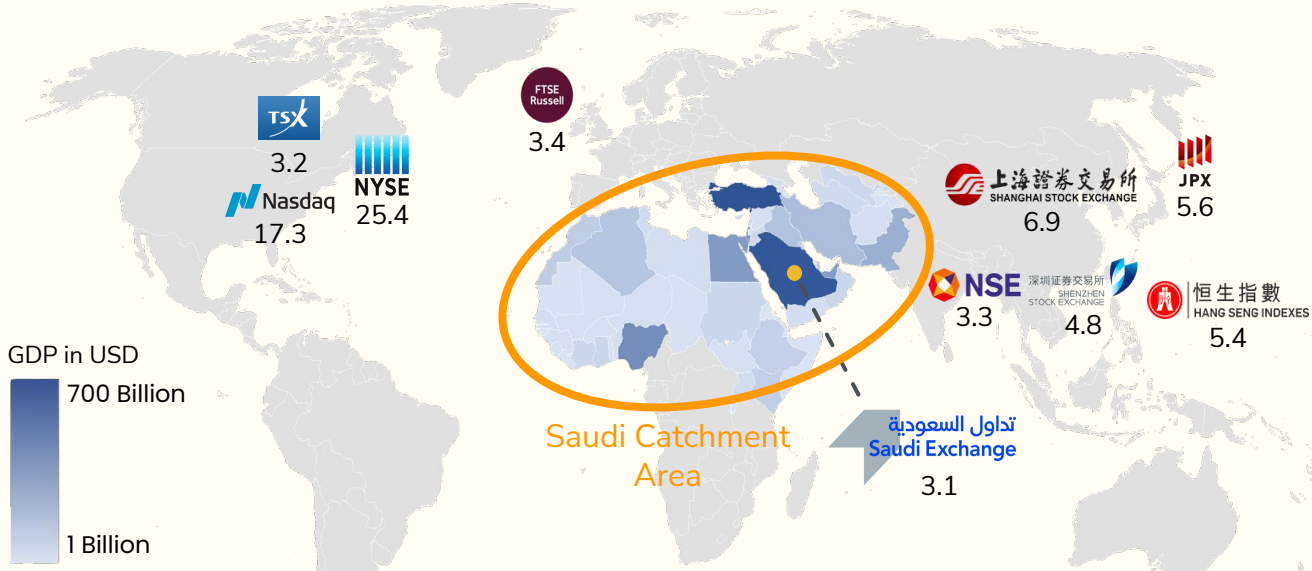 TSX
3.2
Nasdaq
17.3
NYSE
25.4
FTSE
Russell
3.4
上海證券交易所
SHANGHAI STOCK EXCHANGE
6.9
JPX
5.6
NSE
3.3
深圳证券交易所
SHENZHEN
STOCK EXCHANGE
4.8
恒生指數
HANG SENG INDEXES
5.4
GDP in USD
700 Billion
1 Billion
Saudi Catchment
Area
تداول السعودية
Saudi Exchange
3.1